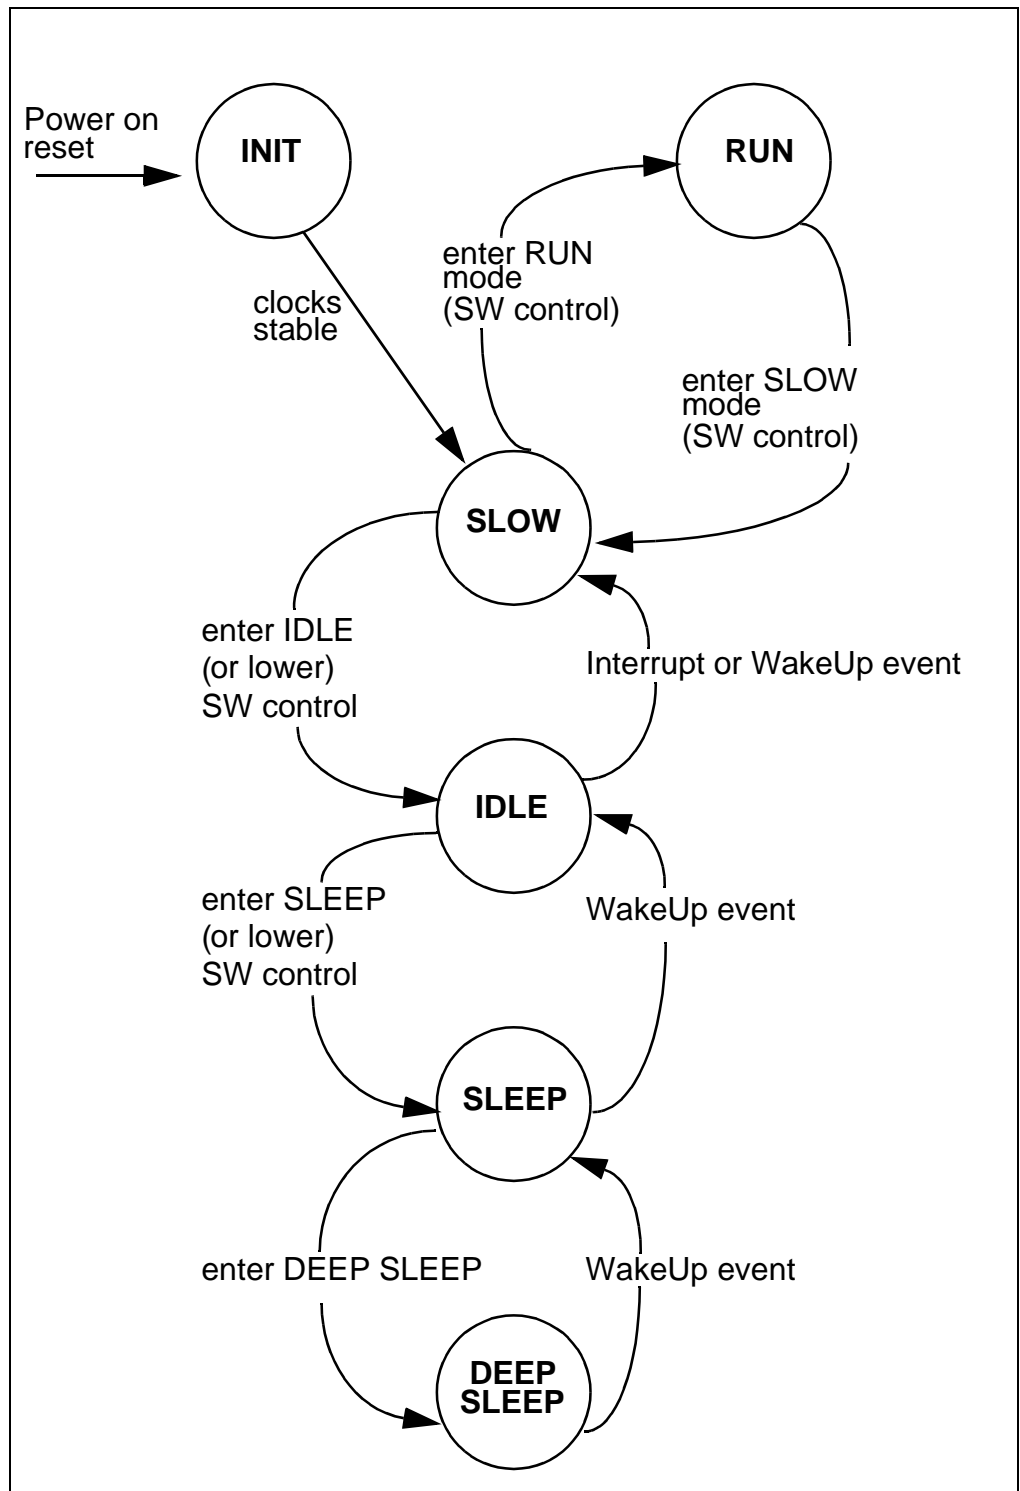 Power on
reset
INIT
RUN
enter RUN
mode
(SW control)
clocks
stable
enter SLOW
mode
(SW control)
SLOW
enter IDLE
(or lower)
SW control
Interrupt or WakeUp event
IDLE
enter SLEEP
(or lower)
SW control
WakeUp event
SLEEP
enter DEEP SLEEP
WakeUp event
DEEP
SLEEP